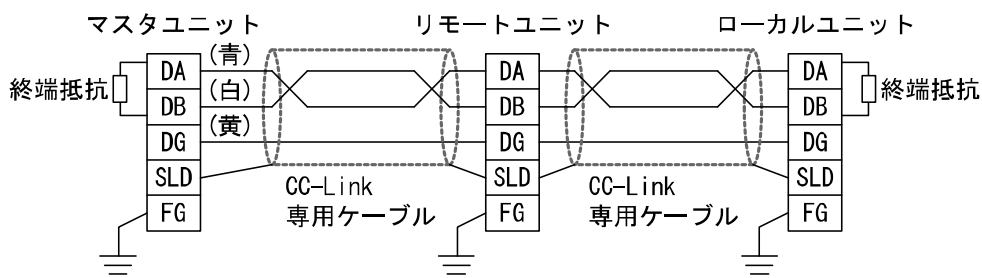 マスタユニット
リモートユニット
ローカルユニット
終端抵抗
DA
DB
DG
SLD
FG
(青)
(白)
(黄)
CC-Link
専用ケーブル
DA
DB
DG
SLD
FG
CC-Link
専用ケーブル
DA
DB
DG
SLD
FG
終端抵抗